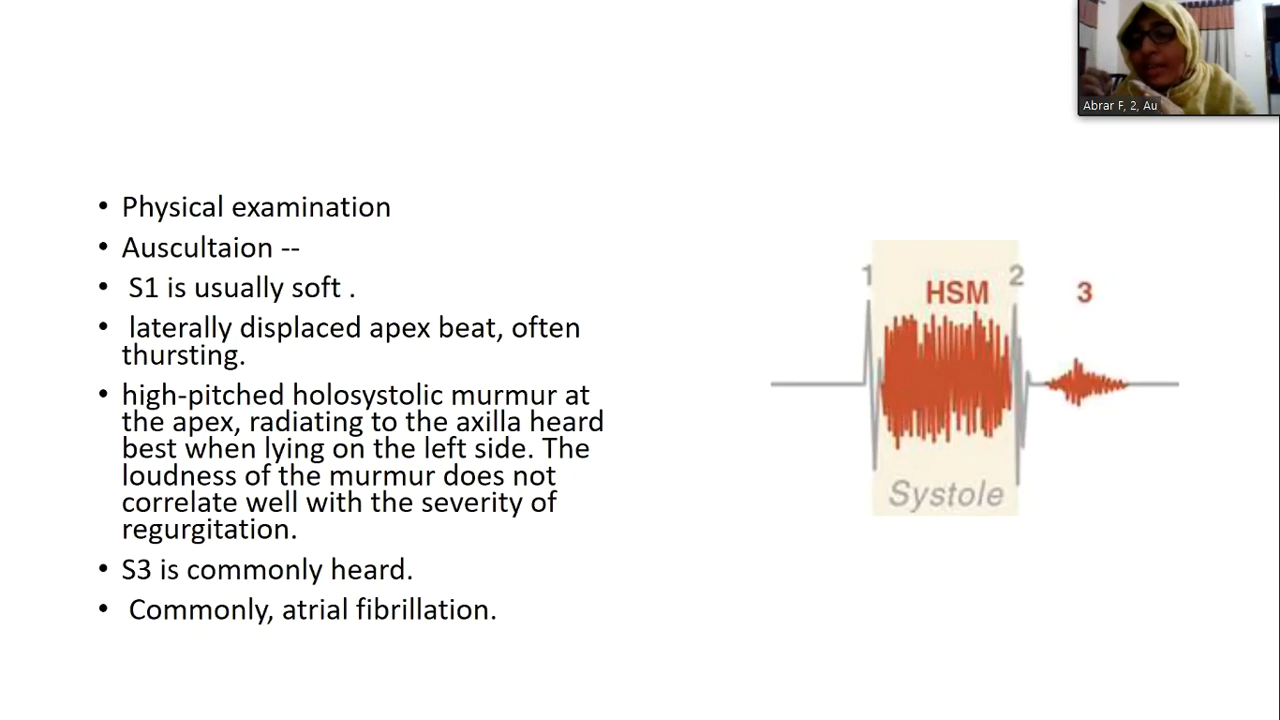 Abrar F, 2, Au
• Physical examination
• Auscultaion --
• S1 is usually soft .
• laterally displaced apex beat, often
thursting.
• high-pitched holosystolic murmur at
the apex, radiating to the axilla heard
best when lying on the left side. The
loudness of the murmur does not
correlate well with the severity of
regurgitation.
• S3 is commonly heard.
• Commonly, atrial fibrillation.
1
HSM
2
3
Systole